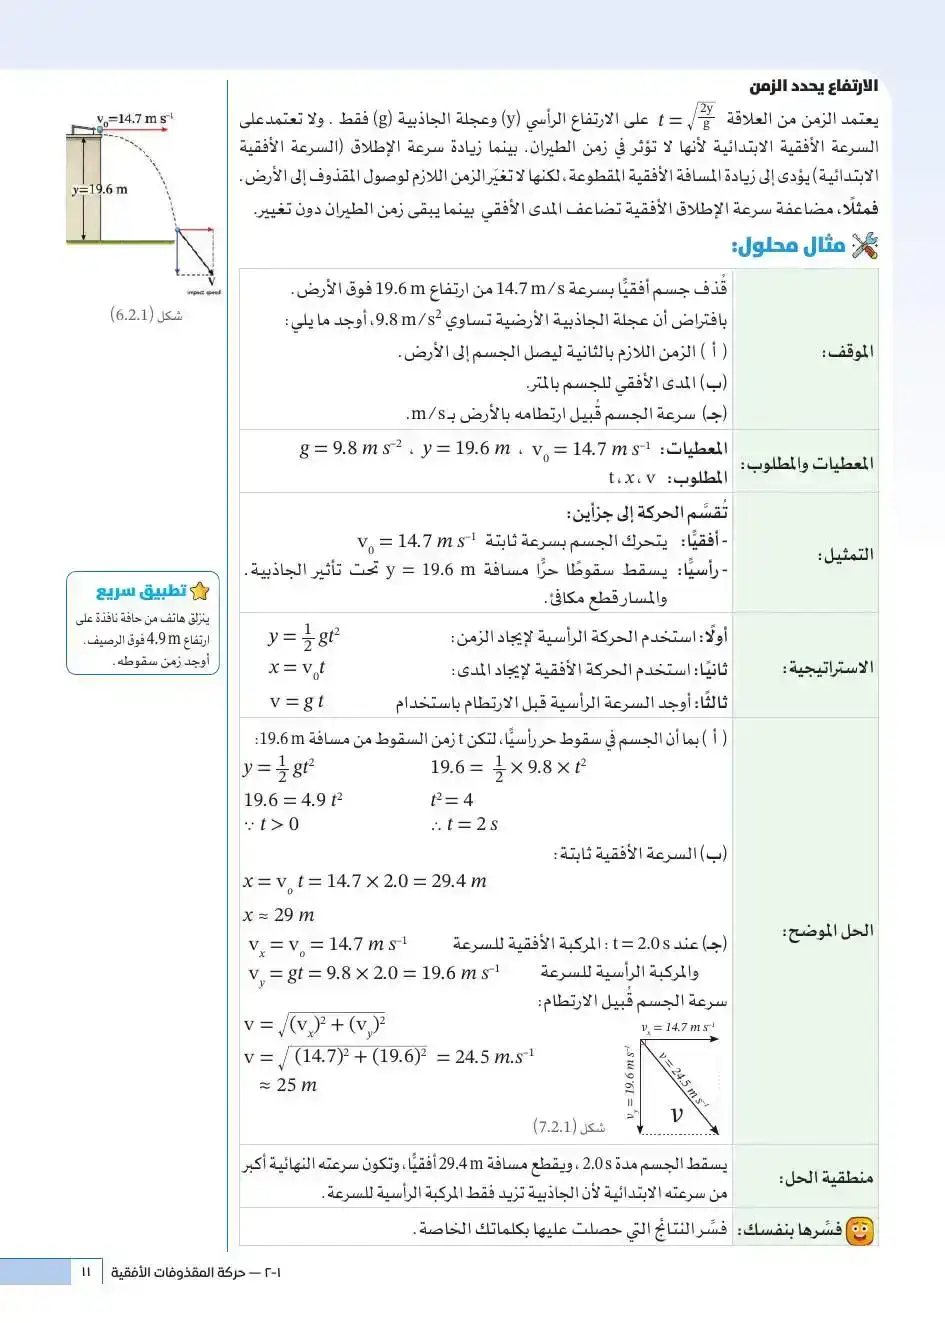 الارتفاع يحدد الزمن
يعتمد الزمن من العلاقة t = √(2y/g) على الارتفاع الرأسي (y) وعجلة الجاذبية (g) فقط . ولا تعتمدعلى
السرعة الأفقية الابتدائية لأنها لا تؤثر في زمن الطيران. بينما زيادة سرعة الإطلاق (السرعة الأفقية
الابتدائية) يؤدى إلى زيادة المسافة الأفقية المقطوعة، لكنها لا تغيّر الزمن اللازم لوصول المقذوف إلى الأرض.
فمثلًا، مضاعفة سرعة الإطلاق الأفقية تضاعف المدى الأفقي بينما يبقى زمن الطيران دون تغيير.
v₀=14.7 m s⁻¹
y=19.6 m
v
impact speed
شكل (6.2.1)
مثال محلول:
الموقف:
قُذف جسم أفقيًا بسرعة 14.7 m/s من ارتفاع 19.6 m فوق الأرض.
بافتراض أن عجلة الجاذبية الأرضية تساوي 9.8 m/s²، أوجد ما يلي:
( أ ) الزمن اللازم بالثانية ليصل الجسم إلى الأرض.
(ب) المدى الأفقي للجسم بالمتر.
(جـ) سرعة الجسم قُبيل ارتطامه بالأرض بـ m/s.
المعطيات والمطلوب:
المعطيات: v₀ = 14.7 m s⁻¹ ، y = 19.6 m ، g = 9.8 m s⁻²
المطلوب: t، x، v
التمثيل:
تُقسَّم الحركة إلى جزأين:
- أفقيًا: يتحرك الجسم بسرعة ثابتة v₀ = 14.7 m s⁻¹
- رأسيًا: يسقط سقوطًا حرًّا مسافة y = 19.6 m تحت تأثير الجاذبية.
والمسار قطع مكافئ.
الاستراتيجية:
أولًا: استخدم الحركة الرأسية لإيجاد الزمن: y = ½ gt²
ثانيًا: استخدم الحركة الأفقية لإيجاد المدى: x = v₀t
ثالثًا: أوجد السرعة الرأسية قبل الارتطام باستخدام v = g t
تطبيق سريع
ينزلق هاتف من حافة نافذة على
ارتفاع 4.9 m فوق الرصيف.
أوجد زمن سقوطه.
الحل الموضح:
( أ ) بما أن الجسم في سقوط حر رأسيًّا، لتكن t زمن السقوط من مسافة 19.6 m:
y = ½ gt² 19.6 = ½ × 9.8 × t²
19.6 = 4.9 t² t² = 4
∵ t > 0 ∴ t = 2 s
(ب) السرعة الأفقية ثابتة:
x = vₒ t = 14.7 × 2.0 = 29.4 m
x ≈ 29 m
(جـ) عند t = 2.0 s : المركبة الأفقية للسرعة vₓ = vₒ = 14.7 m s⁻¹
والمركبة الرأسية للسرعة v_y = gt = 9.8 × 2.0 = 19.6 m s⁻¹
سرعة الجسم قُبيل الارتطام:
v = √((vₓ)² + (v_y)²)
v = √((14.7)² + (19.6)²) = 24.5 m.s⁻¹
≈ 25 m
vₓ = 14.7 m s⁻¹
v_y = 19.6 m s⁻¹
v = 24.5 m s⁻¹
v
شكل (7.2.1)
منطقية الحل:
يسقط الجسم مدة 2.0 s ، ويقطع مسافة 29.4 m أفقيًّا، وتكون سرعته النهائية أكبر
من سرعته الابتدائية لأن الجاذبية تزيد فقط المركبة الرأسية للسرعة.
فسِّرها بنفسك:
فسِّر النتائج التي حصلت عليها بكلماتك الخاصة.
١-٢ — حركة المقذوفات الأفقية
١١